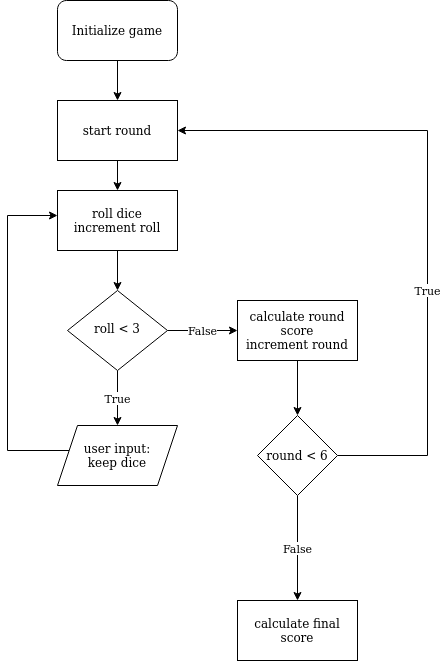 Initialize game
start round
roll dice
increment roll
roll < 3
False
True
user input:
keep dice
calculate round
score
increment round
round < 6
True
False
calculate final
score